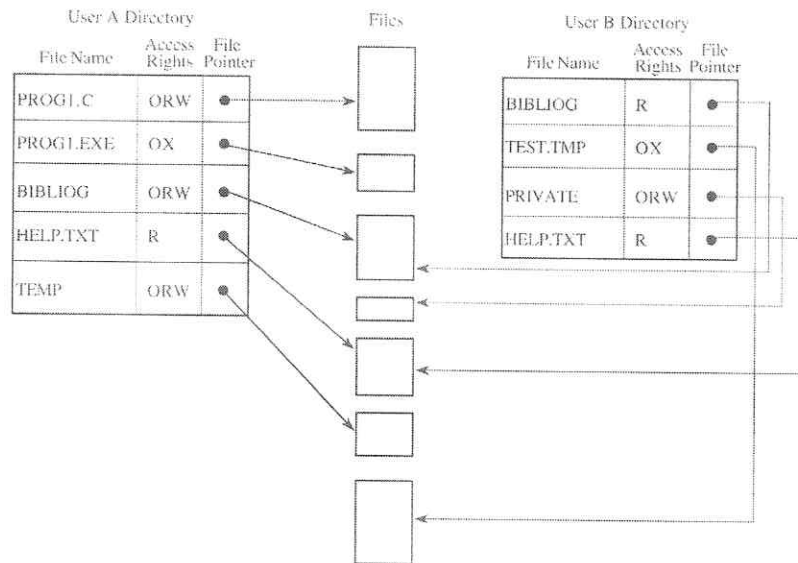 User A Directory
File Name Access Rights File Pointer
PROG1.C ORW
PROG1.EXE OX
BIBLIOG ORW
HELP.TXT R
TEMP ORW
Files
User B Directory
File Name Access Rights File Pointer
BIBLIOG R
TEST.TMP OX
PRIVATE ORW
HELP.TXT R